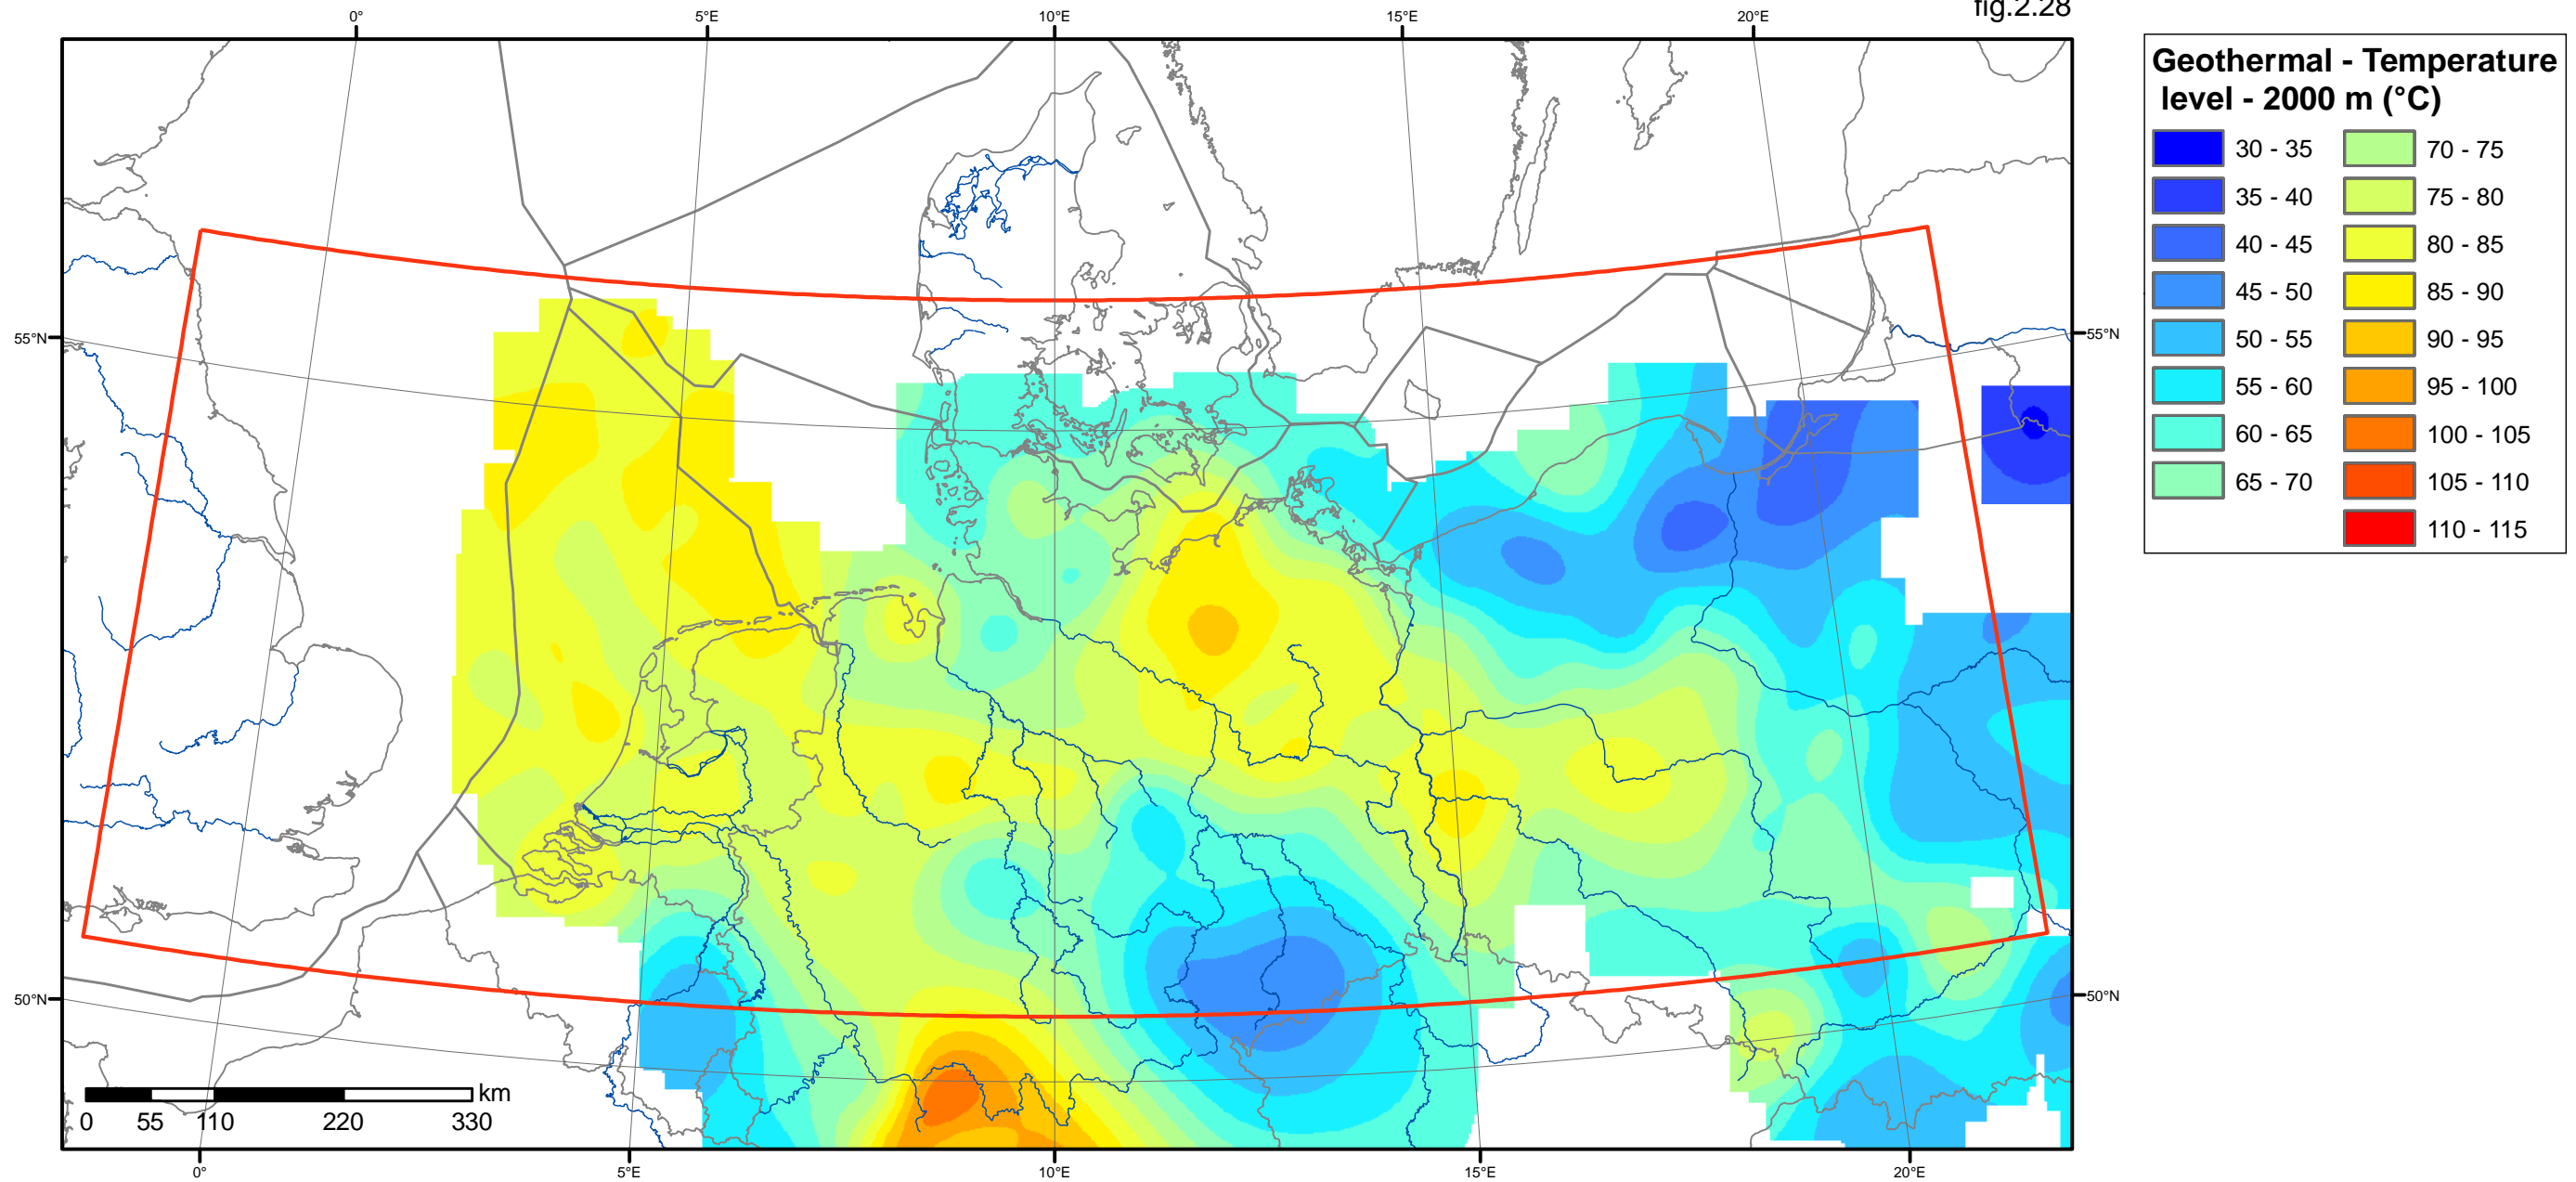 fig.2.28
0° 5°E 10°E 15°E 20°E
Geothermal - Temperature
level - 2000 m (°C)
30 - 35 70 - 75
35 - 40 75 - 80
40 - 45 80 - 85
45 - 50 85 - 90
50 - 55 90 - 95
55 - 60 95 - 100
60 - 65 100 - 105
65 - 70 105 - 110
110 - 115
55°N 55°N
50°N 50°N
km
0 55 110 220 330
0° 5°E 10°E 15°E 20°E